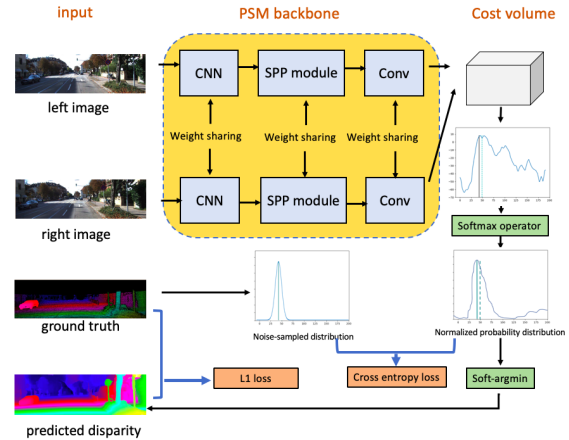 input
PSM backbone
Cost volume
CNN
SPP module
Conv
left image
Weight sharing
Weight sharing
Weight sharing
CNN
SPP module
Conv
right image
Softmax operator
ground truth
Noise-sampled distribution
Normalized probability distribution
L1 loss
Cross entropy loss
Soft-argmin
predicted disparity